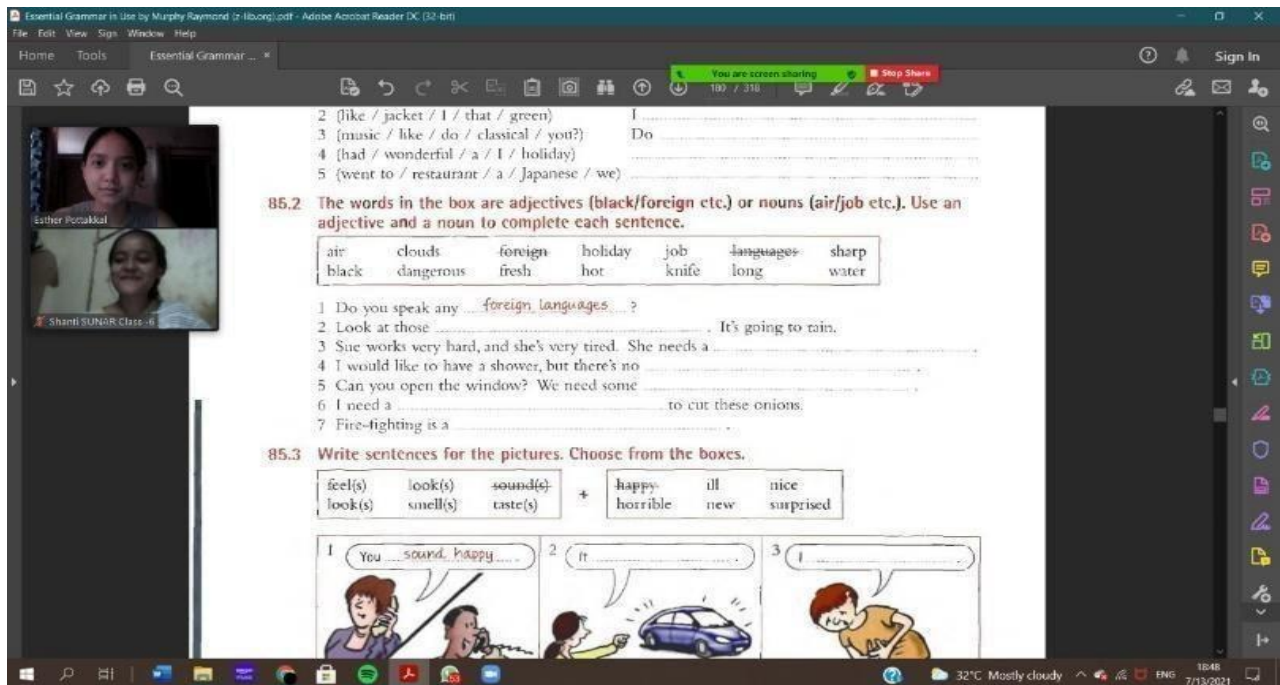 Essential Grammar in Use by Murphy Raymond (z-lib.org).pdf - Adobe Acrobat Reader DC (32-bit)
File Edit View Sign Window Help
Home Tools Essential Grammar ... × Sign In
You are screen sharing Stop Share
180 / 318
2 (like / jacket / I / that / green) I
3 (music / like / do / classical / you?) Do
4 (had / wonderful / a / I / holiday)
5 (went to / restaurant / a / Japanese / we)
Esther Pottakkal
Shanti SUNAR Class -6
85.2 The words in the box are adjectives (black/foreign etc.) or nouns (air/job etc.). Use an
adjective and a noun to complete each sentence.
air clouds foreign holiday job languages sharp
black dangerous fresh hot knife long water
1 Do you speak any foreign languages ?
2 Look at those . It's going to rain.
3 Sue works very hard, and she's very tired. She needs a .
4 I would like to have a shower, but there's no .
5 Can you open the window? We need some .
6 I need a to cut these onions.
7 Fire-fighting is a .
85.3 Write sentences for the pictures. Choose from the boxes.
feel(s) look(s) sound(s) + happy ill nice
look(s) smell(s) taste(s) horrible new surprised
1 You sound happy . 2 It . 3 I .
32°C Mostly cloudy ENG 18:48
7/13/2021